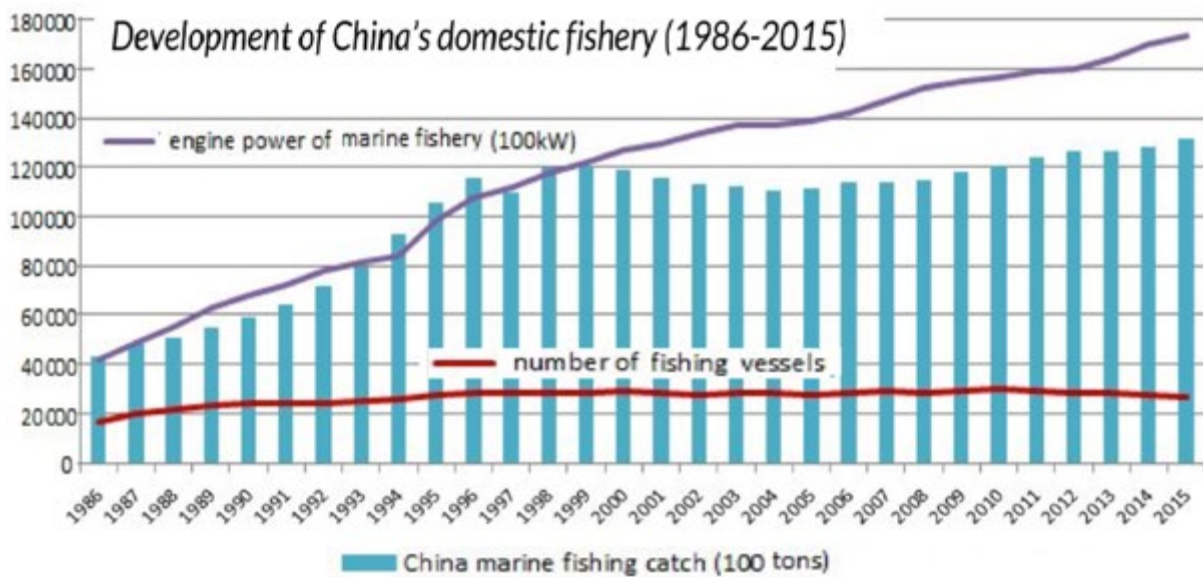 Development of China's domestic fishery (1986-2015)
180000
160000
140000
120000
100000
80000
60000
40000
20000
0
engine power of marine fishery (100kW)
number of fishing vessels
1986 1987 1988 1989 1990 1991 1992 1993 1994 1995 1996 1997 1998 1999 2000 2001 2002 2003 2004 2005 2006 2007 2008 2009 2010 2011 2012 2013 2014 2015
China marine fishing catch (100 tons)